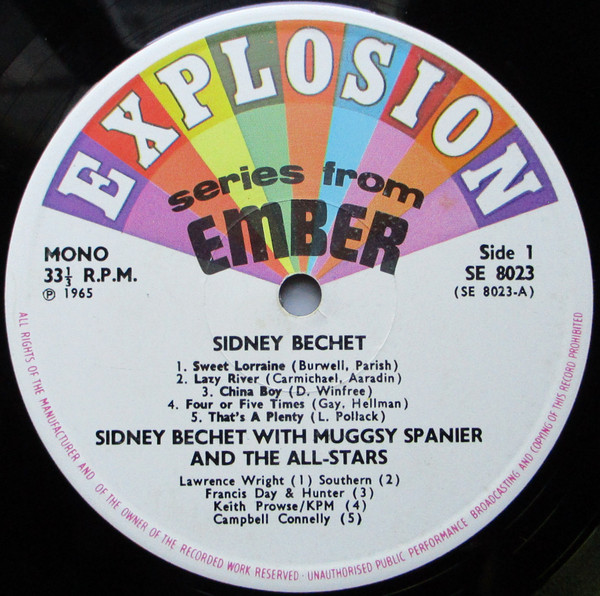 EXPLOSION
series from
EMBER
MONO
33⅓ R.P.M.
Ⓟ 1965
Side 1
SE 8023
(SE 8023-A)
SIDNEY BECHET
1. Sweet Lorraine (Burwell, Parish)
2. Lazy River (Carmichael, Aaradin)
3. China Boy (D. Winfree)
4. Four or Five Times (Gay, Hellman)
5. That's A Plenty (L. Pollack)
SIDNEY BECHET WITH MUGGSY SPANIER
AND THE ALL-STARS
Lawrence Wright (1) Southern (2)
Francis Day & Hunter (3)
Keith Prowse/KPM (4)
Campbell Connelly (5)
ALL RIGHTS OF THE MANUFACTURER AND OF THE OWNER OF THE RECORDED WORK RESERVED · UNAUTHORISED PUBLIC PERFORMANCE BROADCASTING AND COPYING OF THIS RECORD PROHIBITED